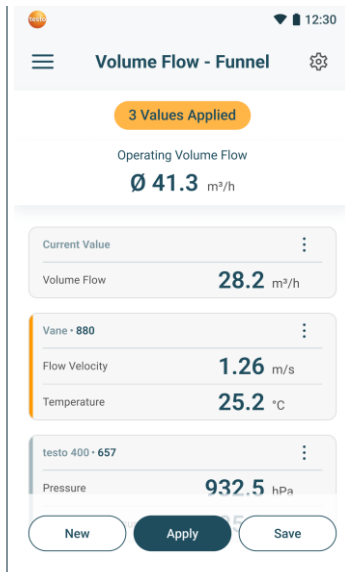 testo
12:30
Volume Flow - Funnel
3 Values Applied
Operating Volume Flow
Ø 41.3 m³/h
Current Value
Volume Flow 28.2 m³/h
Vane • 880
Flow Velocity 1.26 m/s
Temperature 25.2 °C
testo 400 • 657
Pressure 932.5 hPa
New Apply Save